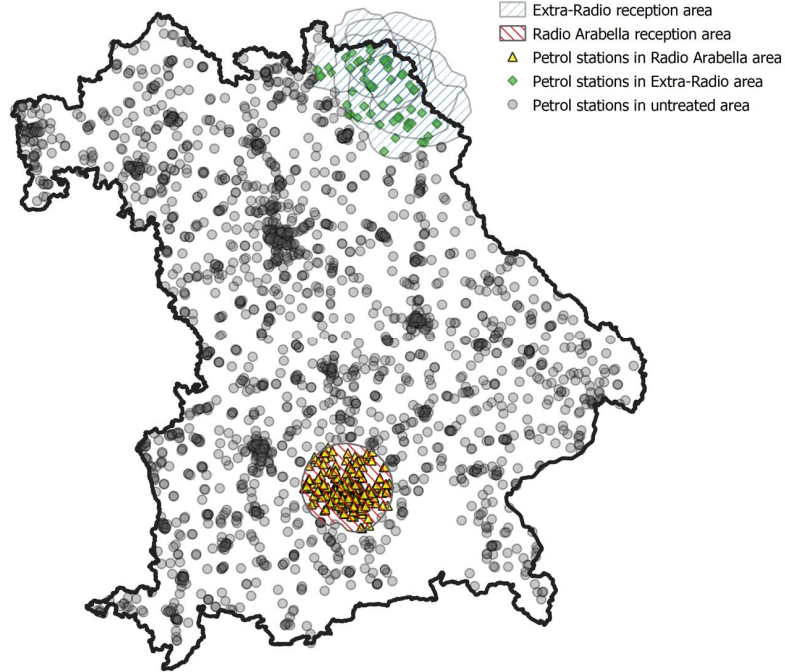 Extra-Radio reception area
Radio Arabella reception area
Petrol stations in Radio Arabella area
Petrol stations in Extra-Radio area
Petrol stations in untreated area